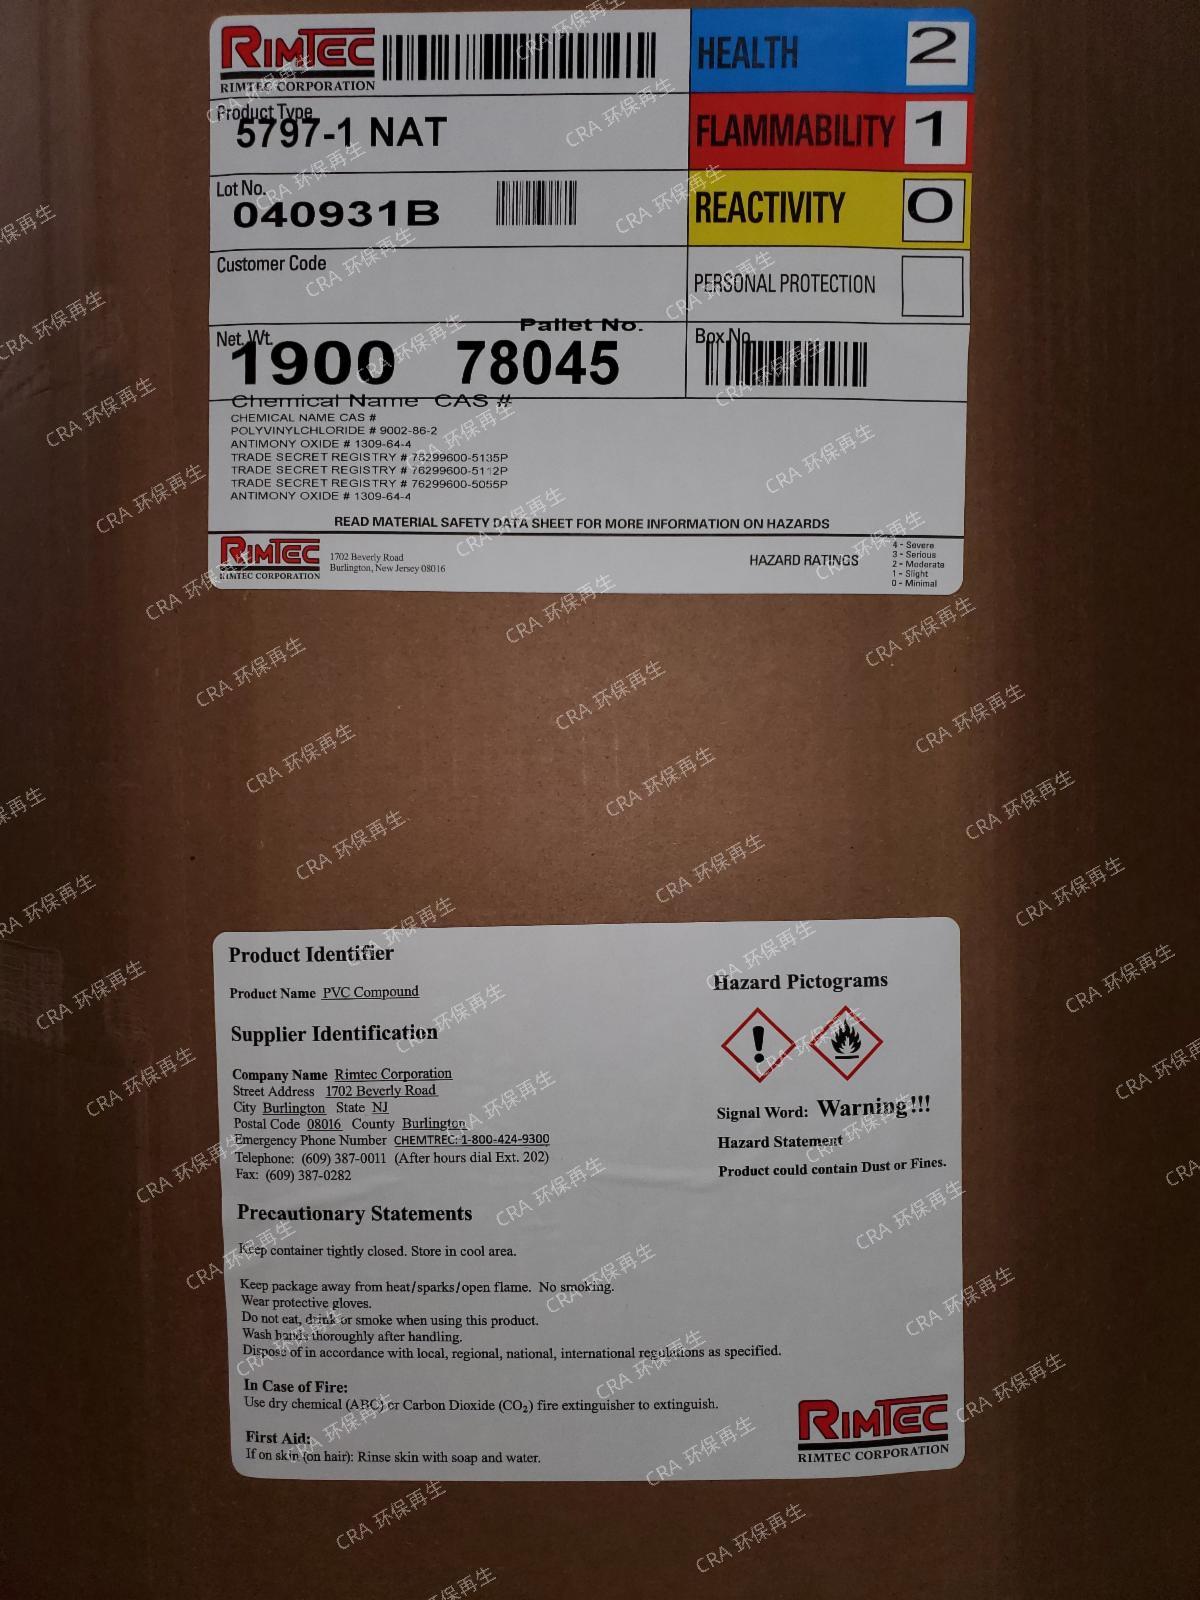 RIMTEC
RIMTEC CORPORATION
HEALTH 2
Product Type
5797-1 NAT
FLAMMABILITY 1
Lot No.
040931B
REACTIVITY 0
Customer Code
PERSONAL PROTECTION
Net. Wt. Pallet No. Box No.
1900 78045
Chemical Name CAS #
CHEMICAL NAME CAS #
POLYVINYLCHLORIDE # 9002-86-2
ANTIMONY OXIDE # 1309-64-4
TRADE SECRET REGISTRY # 76299600-5135P
TRADE SECRET REGISTRY # 76299600-5112P
TRADE SECRET REGISTRY # 76299600-5055P
ANTIMONY OXIDE # 1309-64-4
READ MATERIAL SAFETY DATA SHEET FOR MORE INFORMATION ON HAZARDS
RIMTEC
RIMTEC CORPORATION
1702 Beverly Road
Burlington, New Jersey 08016
HAZARD RATINGS
4 - Severe
3 - Serious
2 - Moderate
1 - Slight
0 - Minimal
Product Identifier
Product Name PVC Compound
Supplier Identification
Company Name Rimtec Corporation
Street Address 1702 Beverly Road
City Burlington State NJ
Postal Code 08016 County Burlington
Emergency Phone Number CHEMTREC: 1-800-424-9300
Telephone: (609) 387-0011 (After hours dial Ext. 202)
Fax: (609) 387-0282
Hazard Pictograms
Signal Word: Warning!!!
Hazard Statement
Product could contain Dust or Fines.
Precautionary Statements
Keep container tightly closed. Store in cool area.
Keep package away from heat/sparks/open flame. No smoking.
Wear protective gloves.
Do not eat, drink or smoke when using this product.
Wash hands thoroughly after handling.
Dispose of in accordance with local, regional, national, international regulations as specified.
In Case of Fire:
Use dry chemical (ABC) or Carbon Dioxide (CO₂) fire extinguisher to extinguish.
First Aid:
If on skin (on hair): Rinse skin with soap and water.
RIMTEC
RIMTEC CORPORATION
CRA 环保再生